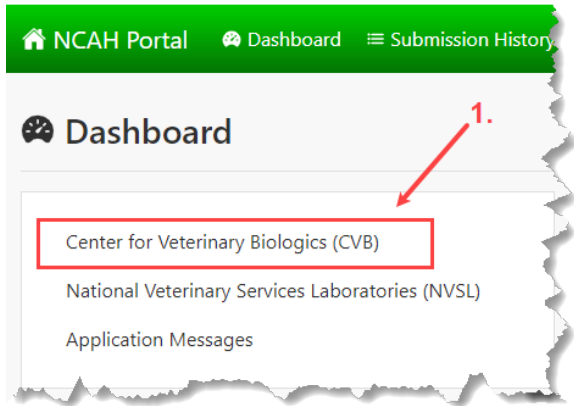 NCAH Portal Dashboard Submission History
1.
Dashboard
Center for Veterinary Biologics (CVB)
National Veterinary Services Laboratories (NVSL)
Application Messages